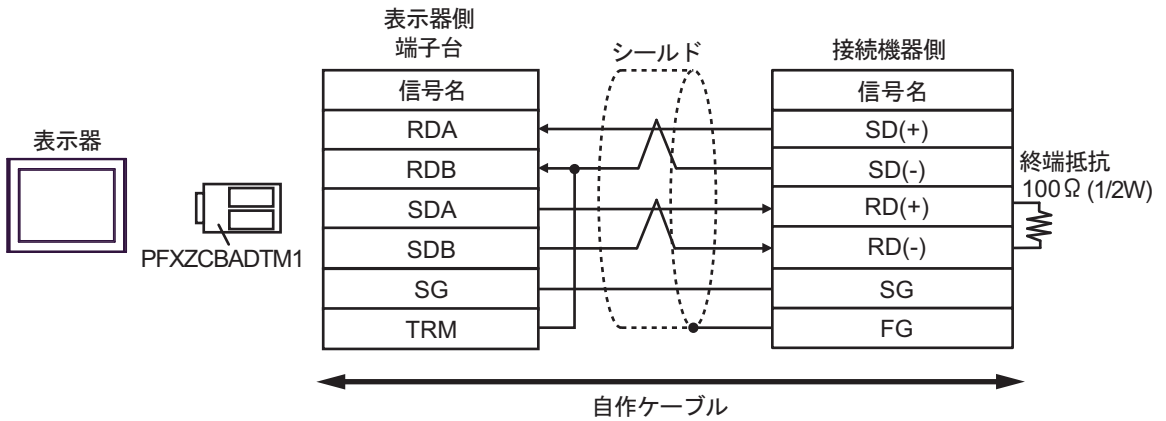 表示器側
端子台
シールド
接続機器側
信号名
信号名
RDA
SD(+)
表示器
RDB
SD(-)
終端抵抗
100Ω (1/2W)
SDA
RD(+)
PFXZCBADTM1
SDB
RD(-)
SG
SG
TRM
FG
自作ケーブル